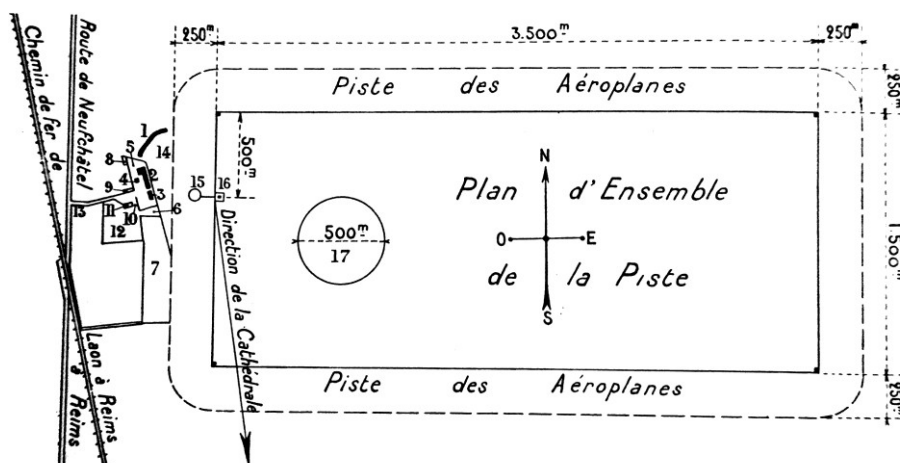 250ᵐ
3.500ᵐ
250ᵐ
Piste des Aéroplanes
250ᵐ
Route de Neufchâtel
à Reims
Chemin de fer de
Laon à Reims
1
14
5
8
2
4
3
9
11
10
6
13
12
7
15
16
500ᵐ
Direction de la Cathédrale
500ᵐ
17
Plan d'Ensemble
de la Piste
N
O
E
S
1.500ᵐ
Piste des Aéroplanes
250ᵐ